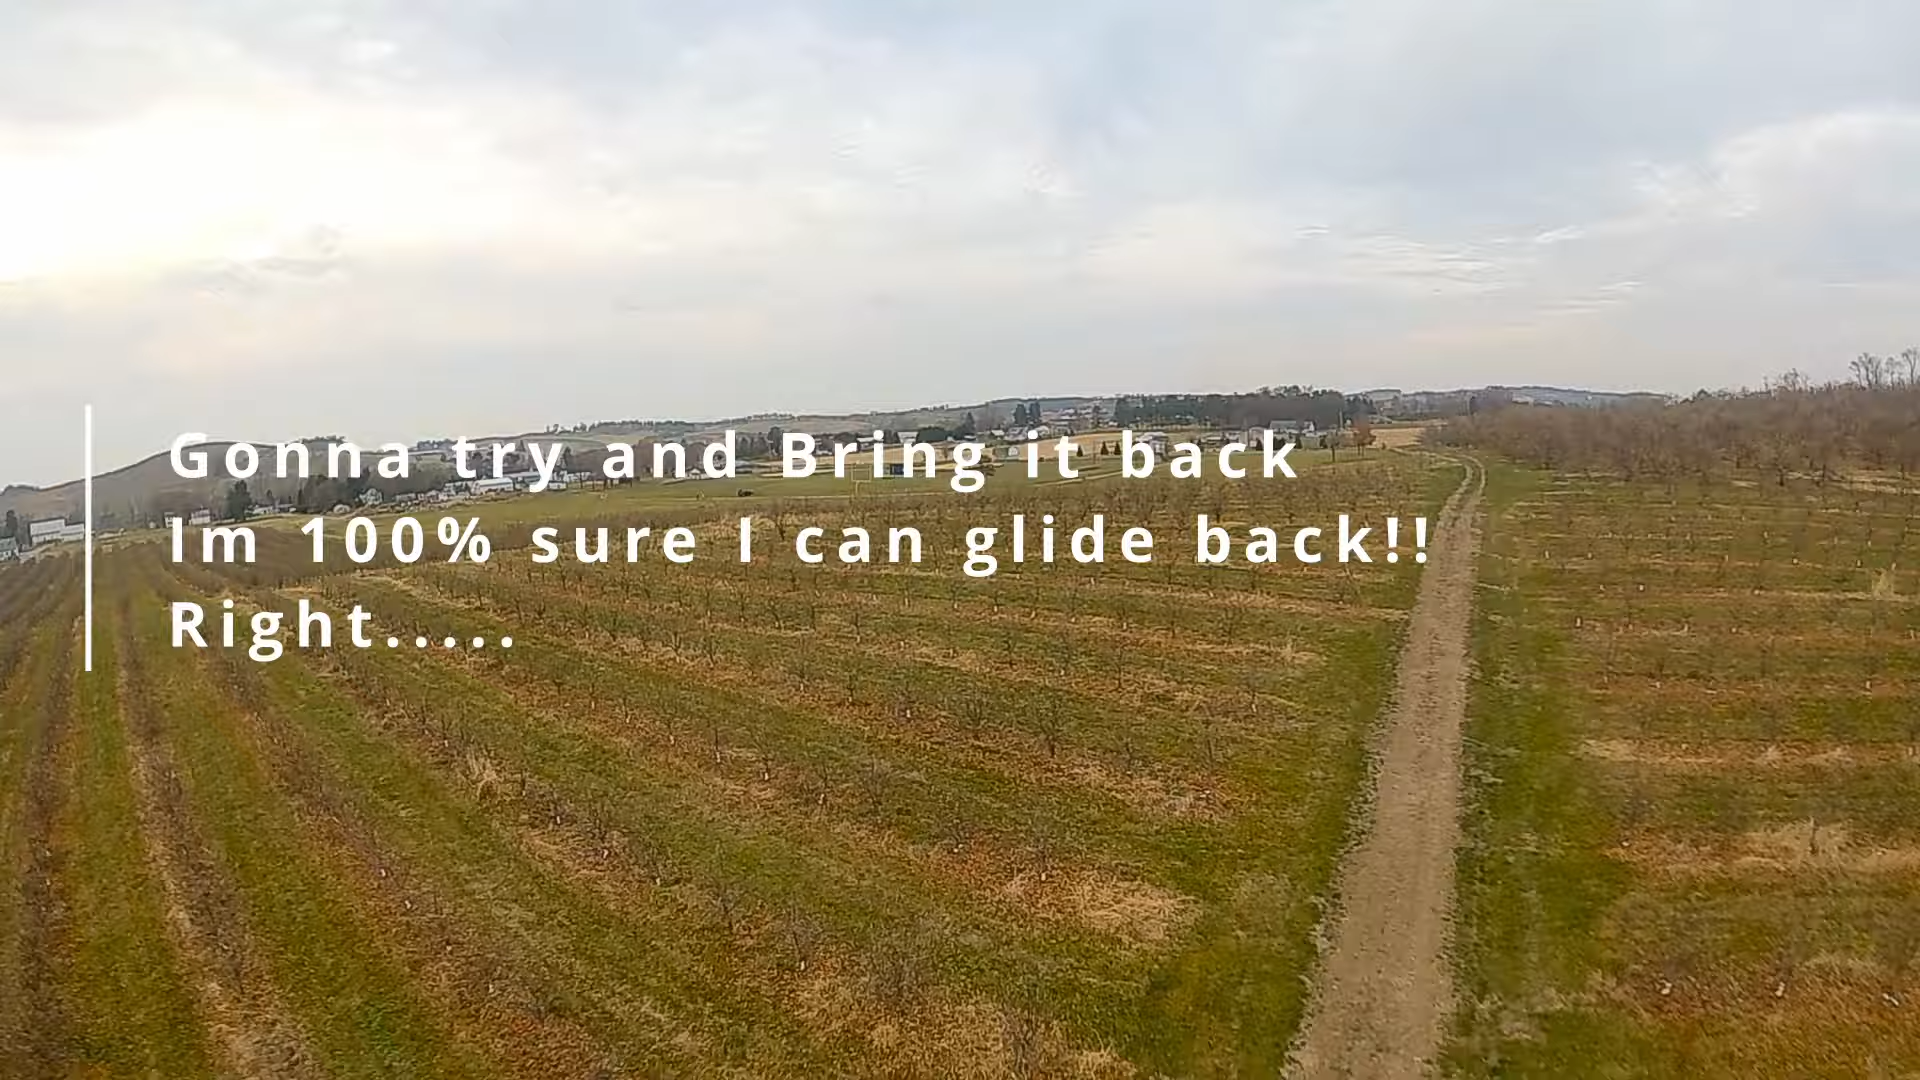 Gonna try and Bring it back
Im 100% sure I can glide back!!
Right.....